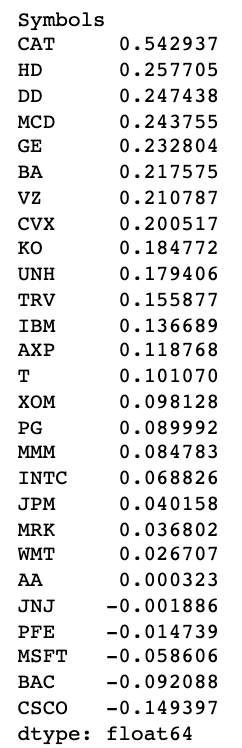 Symbols
CAT 0.542937
HD 0.257705
DD 0.247438
MCD 0.243755
GE 0.232804
BA 0.217575
VZ 0.210787
CVX 0.200517
KO 0.184772
UNH 0.179406
TRV 0.155877
IBM 0.136689
AXP 0.118768
T 0.101070
XOM 0.098128
PG 0.089992
MMM 0.084783
INTC 0.068826
JPM 0.040158
MRK 0.036802
WMT 0.026707
AA 0.000323
JNJ -0.001886
PFE -0.014739
MSFT -0.058606
BAC -0.092088
CSCO -0.149397
dtype: float64